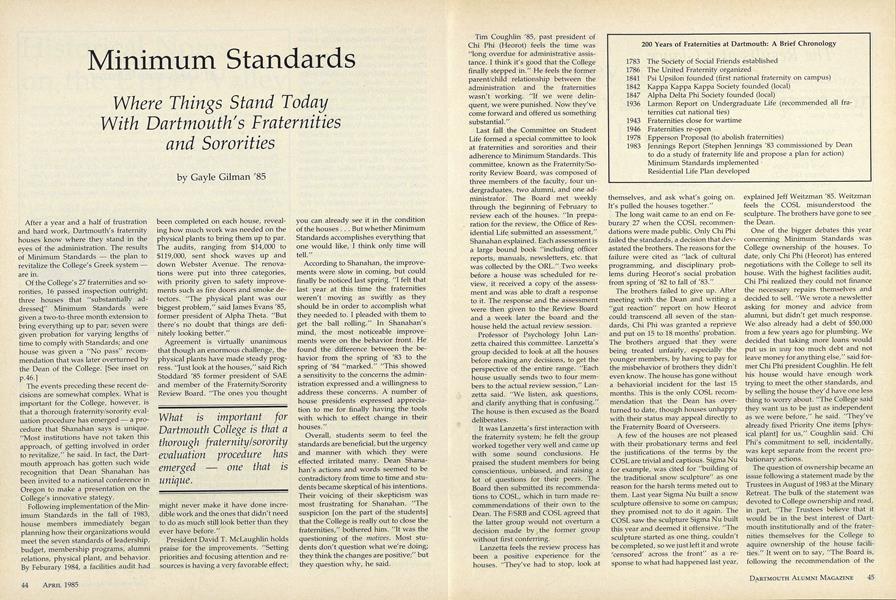 Minimum Standards
Where Things Stand Today
With Dartmouth's Fraternities
and Sororities
by Gayle Gilman '85
After a year and a half of frustration
and hard work, Dartmouth's fraternity
houses know where they stand in the
eyes of the administration. The results
of Minimum Standards — the plan to
revitalize the College's Greek system —
are in.
Of the College's 27 fraternities and so-
rorities, 16 passed inspection outright;
three houses that "substantially ad-
dressed" Minimum Standards were
given a two-to-three month extension to
bring everything up to par; seven were
given probation for varying lengths of
time to comply with Standards; and one
house was given a "No pass" recom-
mendation that was later overturned by
the Dean of the College. [See inset on
p.46.]
The events preceding these recent de-
cisions are somewhat complex. What is
important for the College, however, is
that a thorough fraternity/sorority eval-
uation procedure has emerged — a pro-
cedure that Shanahan says is unique.
"Most institutions have not taken this
approach, of getting involved in order
to revitalize," he said. In fact, the Dart-
mouth approach has gotten such wide
recognition that Dean Shanahan has
been invited to a national conference in
Oregon to make a presentation on the
College's innovative strategy.
Following implementation of the Min-
imum Standards in the fall of 1983,
house members immediately began
planning how their organizations would
meet the seven standards of leadership,
budget, membership programs, alumni
relations, physical plant, and behavior.
By Feburary 1984, a facilities audit had
been completed on each house, reveal-
ing how much work was needed on the
physical plants to bring them up to par.
The audits, ranging from $14,000 to
$119,000, sent shock waves up and
down Webster Avenue. The renova-
tions were put into three categories,
with priority given to safety improve-
ments such as fire doors and smoke de-
tectors. "The physical plant was our
biggest problem," said James Evans '85,
former president of Alpha Theta. "But
there's no doubt that things are defi-
nitely looking better."
Agreement is virtually unanimous
that though an enormous challenge, the
physical plants have made steady prog-
ress. "Just look at the houses," said Rich
Stoddard '85 former president of SAE
and member of the Fraternity/Sorority
Review Board. "The ones you thought
What is important for
Dartmouth College is that a
thorough fraternity/sorority
evaluation procedure has
emerged — one that is
unique.
might never make it have done incre-
dible work and the ones that didn't need
to do as much still look better than they
ever have before."
President David T. McLaughlin holds
praise for the improvements. "Setting
priorities and focusing attention and re-
sources is having a very favorable effect;
you can already see it in the condition
of the houses . . . But whether Minimum
Standards accomplishes everything that
one would like, I think only time will
tell."
According to Shanahan, the improve-
ments were slow in coming, but could
finally be noticed last spring. "I felt that
last year at this time the fraternities
weren't moving as swiftly as they
should be in order to accomplish what
they needed to. I pleaded with them to
get the ball rolling." In Shanahan's
mind, the most noticeable improve-
ments were on the behavior front. He
found the difference between the be-
havior from the spring of '83 to the
spring of '84 "marked." "This showed
a sensitivity to the concerns the admin-
istration expressed and a willingness to
address these concerns. A number of
house presidents expressed apprecia-
tion to me for finally having the tools
with which to effect change in their
houses."
Overall, students seem to feel the
standards are beneficial, but the urgency
and manner with which they were
effected irritated many. Dean Shana-
han's actions and words seemed to be
contradictory from time to time and stu-
dents became skeptical of his intentions.
Their voicing of their skepticism was
most frustrating for Shanahan. "The
suspicion [on the part of the students]
that the College is really out to close the
fraternities," bothered him. "It was the
questioning of the motives. Most stu-
dents don't question what we're doing;
they think the changes are positive; but
they question why, he said.
44 APRIL 1985
Tim Coughlin '85, past president of
Chi Phi (Heorot) feels the time was
"long overdue for administrative assis-
tance. I think it's good that the College
finally stepped in." He feels the former
parent/child relationship between the
administration and the fraternities
wasn't working. "If we were delin-
quent, we were punished. Now they've
come forward and offered us something
substantial."
Last fall the Committee on Student
Life formed a special committee to look
at fraternities and sororities and their
adherence to Minimum Standards. This
committee, known as the Fraternity/So-
rority Review Board, was composed of
three members of the faculty, four un-
dergraduates, two alumni, and one ad-
ministrator. The Board met weekly
through the beginning of February to
review each of the houses. "In prepa-
ration for the review, the Office of Res-
idential Life submitted an assessment,"
Shanahan explained. Each assessment is
a large bound book "including officer
reports, manuals, newsletters, etc. that
was collected by the ORL." Two weeks
before a house was scheduled for re-
view, it received a copy of the assess-
ment and was able to draft a response
to it. The response and the assessment
were then given to the Review Board
and a week later the board and the
house held the actual review session.
Professor of Psychology John Lan-
zetta chaired this committee. Lanzetta's
group decided to look at all the houses
before making any decisions, to get the
perspective of the entire range. "Each
house usually sends two to four mem-
bers to the actual review session," Lan-
zetta said. "We listen, ask questions,
and clarify anything that is confusing."
The house is then excused as the Board
deliberates.
It was Lanzetta's first interaction with
the fraternity system; he felt the group
worked together very well and came up
with some sound conclusions. He
praised the student members for being
conscientious, unbiased, and raising a
lot of questions for their peers. The
Board then submitted its recommenda-
tions to COSL, which in turn made re-
commendations of their own to the
Dean. The F/SRB and COSL agreed that
the latter group would not overturn a
decision made by the former group
without first conferring.
Lanzetta feels the review process has
been a positive experience for the
houses. "They've had to stop, look at
200 Years of Fraternities at Dartmouth: A Brief Chronology
1783 The Society of Social Friends established
1786 The United Fraternity organized
1841 Psi Upsilon founded (first national fraternity on campus)
1842 Kappa Kappa Kappa Society founded (local)
1847 Alpha Delta Phi Society founded (local)
1936 Larmon Report on Undergraduate Life (recommended all fra-
ternities cut national ties)
1943 Fraternities close for wartime
1946 Fraternities re-open
1978 Epperson Proposal (to abolish fraternities)
1983 Jennings Report (Stephen Jennings '83 commissioned by Dean
to do a study of fraternity life and propose a plan for action)
Minimum Standards implemented
Residential Life Plan developed
themselves, and ask what's going on.
It's pulled the houses together."
The long wait came to an end on Fe-
burary 27 when the COSL recommen-
dations were made public. Only Chi Phi
failed the standards, a decision that dev-
astated the brothers. The reasons for the
failure were cited as "lack of cultural
programming, and disciplinary prob-
lems during Heorot's social probation
from spring of '82 to fall of '83."
The brothers failed to give up. After
meeting with the Dean and writing a
"gut reaction" report on how Heorot
could transcend all seven of the stan-
dards, Chi Phi was granted a reprieve
and put on 15 to 18 months' probation.
The brothers argued that they were
being treated unfairly, especially the
younger members, by having to pay for
the misbehavior of brothers they didn't
even know. The house has gone without
a behaviorial incident for the last 15
months. This is the only COSL recom-
mendation that the Dean has over-
turned to date, though houses unhappy
with their status may appeal directly to
the Fraternity Board of Overseers.
A few of the houses are not pleased
with their probationary terms and feel
the justifications of the terms by the
COSL are trivial and captious. Sigma Nu
for example, was cited for "building of
the traditional snow sculpture" as one
reason for the harsh terms meted out to
them. Last year Sigma Nu built a snow
sculpture offensive to some on campus;
they promised not to do it again. The
COSL saw the sculpture Sigma Nu built
this year and deemed it offensive. "The
sculpture started as one thing, couldn't
be completed, so we just left it and wrote
'censored' across the front" as a re-
sponse to what had happened last year,
explained Jeff Weitzman '85. Weitzman
feels the COSL misunderstood the
sculpture. The brothers have gone to see
the Dean.
One of the bigger debates this year
concerning Minimum Standards was
College ownership of the houses. To
date, only Chi Phi (Heorot) has entered
negotiations with the College to sell its
house. With the highest facilities audit,
Chi Phi realized they could not finance
the necessary repairs themselves and
decided to sell. "We wrote a newsletter
asking for money and advice from
alumni, but didn't get much response.
We also already had a debt of $50,000
from a few years ago for plumbing. We
decided that taking more loans would
put us in way too much debt and not
leave money for anything else," said for-
mer Chi Phi president Coughlin. He felt
his house would have enough work
trying to meet the other standards, and
by selling the house they'd have one less
thing to worry about. "The College said
they want us to be just as independent
as we were before," he said. "They've
already fixed Priority One items [phys-
ical plant] for us," Coughlin said. Chi
Phi's commitment to sell, incidentally,
was kept separate from the recent pro-
bationary actions.
The question of ownership became an
issue following a statement made by the
Trustees in August of 1983 at the Minary
Retreat. The bulk of the statement was
devoted to College ownership and read,
in part, "The Trustees believe that it
would be in the best interest of Dart-
mouth institutionally and of the frater-
nities themselves for the College to
aquire ownership of the house facili-
ties." It went on to say, "The Board is,
following the recommendation of the
DARTMOUTH ALUMNI MAGAZINE 45